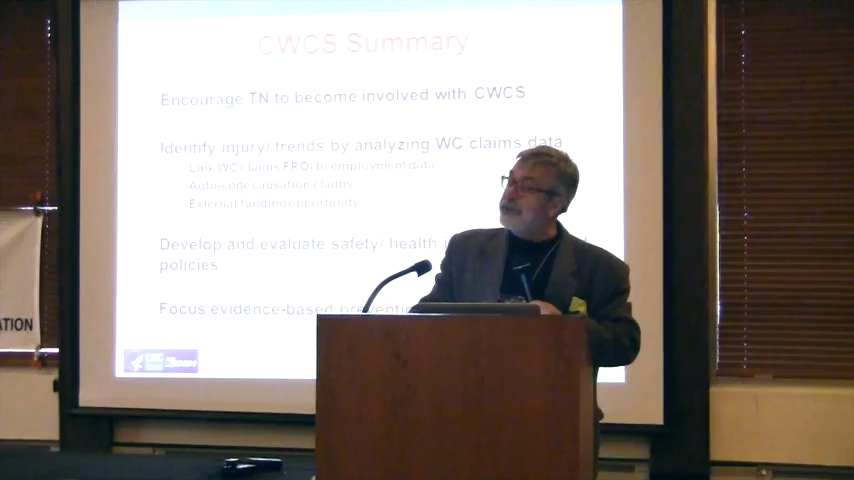 CWCS Summary
Encourage TN to become involved with CWCS
Identify injury/ trends by analyzing WC claims data
Link WC claims FROI to employment data
Auto-code causation claims
External funding opportunity
Develop and evaluate safety/ health
policies
Focus evidence-based
CDC
NIOSH
ATION